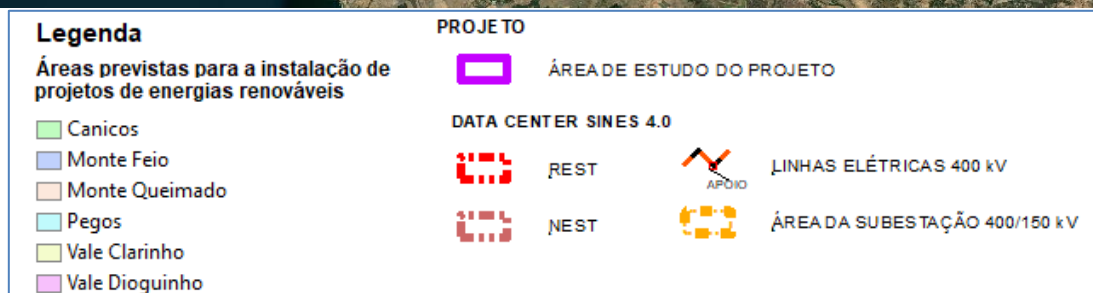 Legenda
Áreas previstas para a instalação de
projetos de energias renováveis
Canicos
Monte Feio
Monte Queimado
Pegos
Vale Clarinho
Vale Dioguinho
PROJETO
ÁREA DE ESTUDO DO PROJETO
DATA CENTER SINES 4.0
REST
APOIO
LINHAS ELÉTRICAS 400 kV
NEST
ÁREA DA SUBESTAÇÃO 400/150 kV